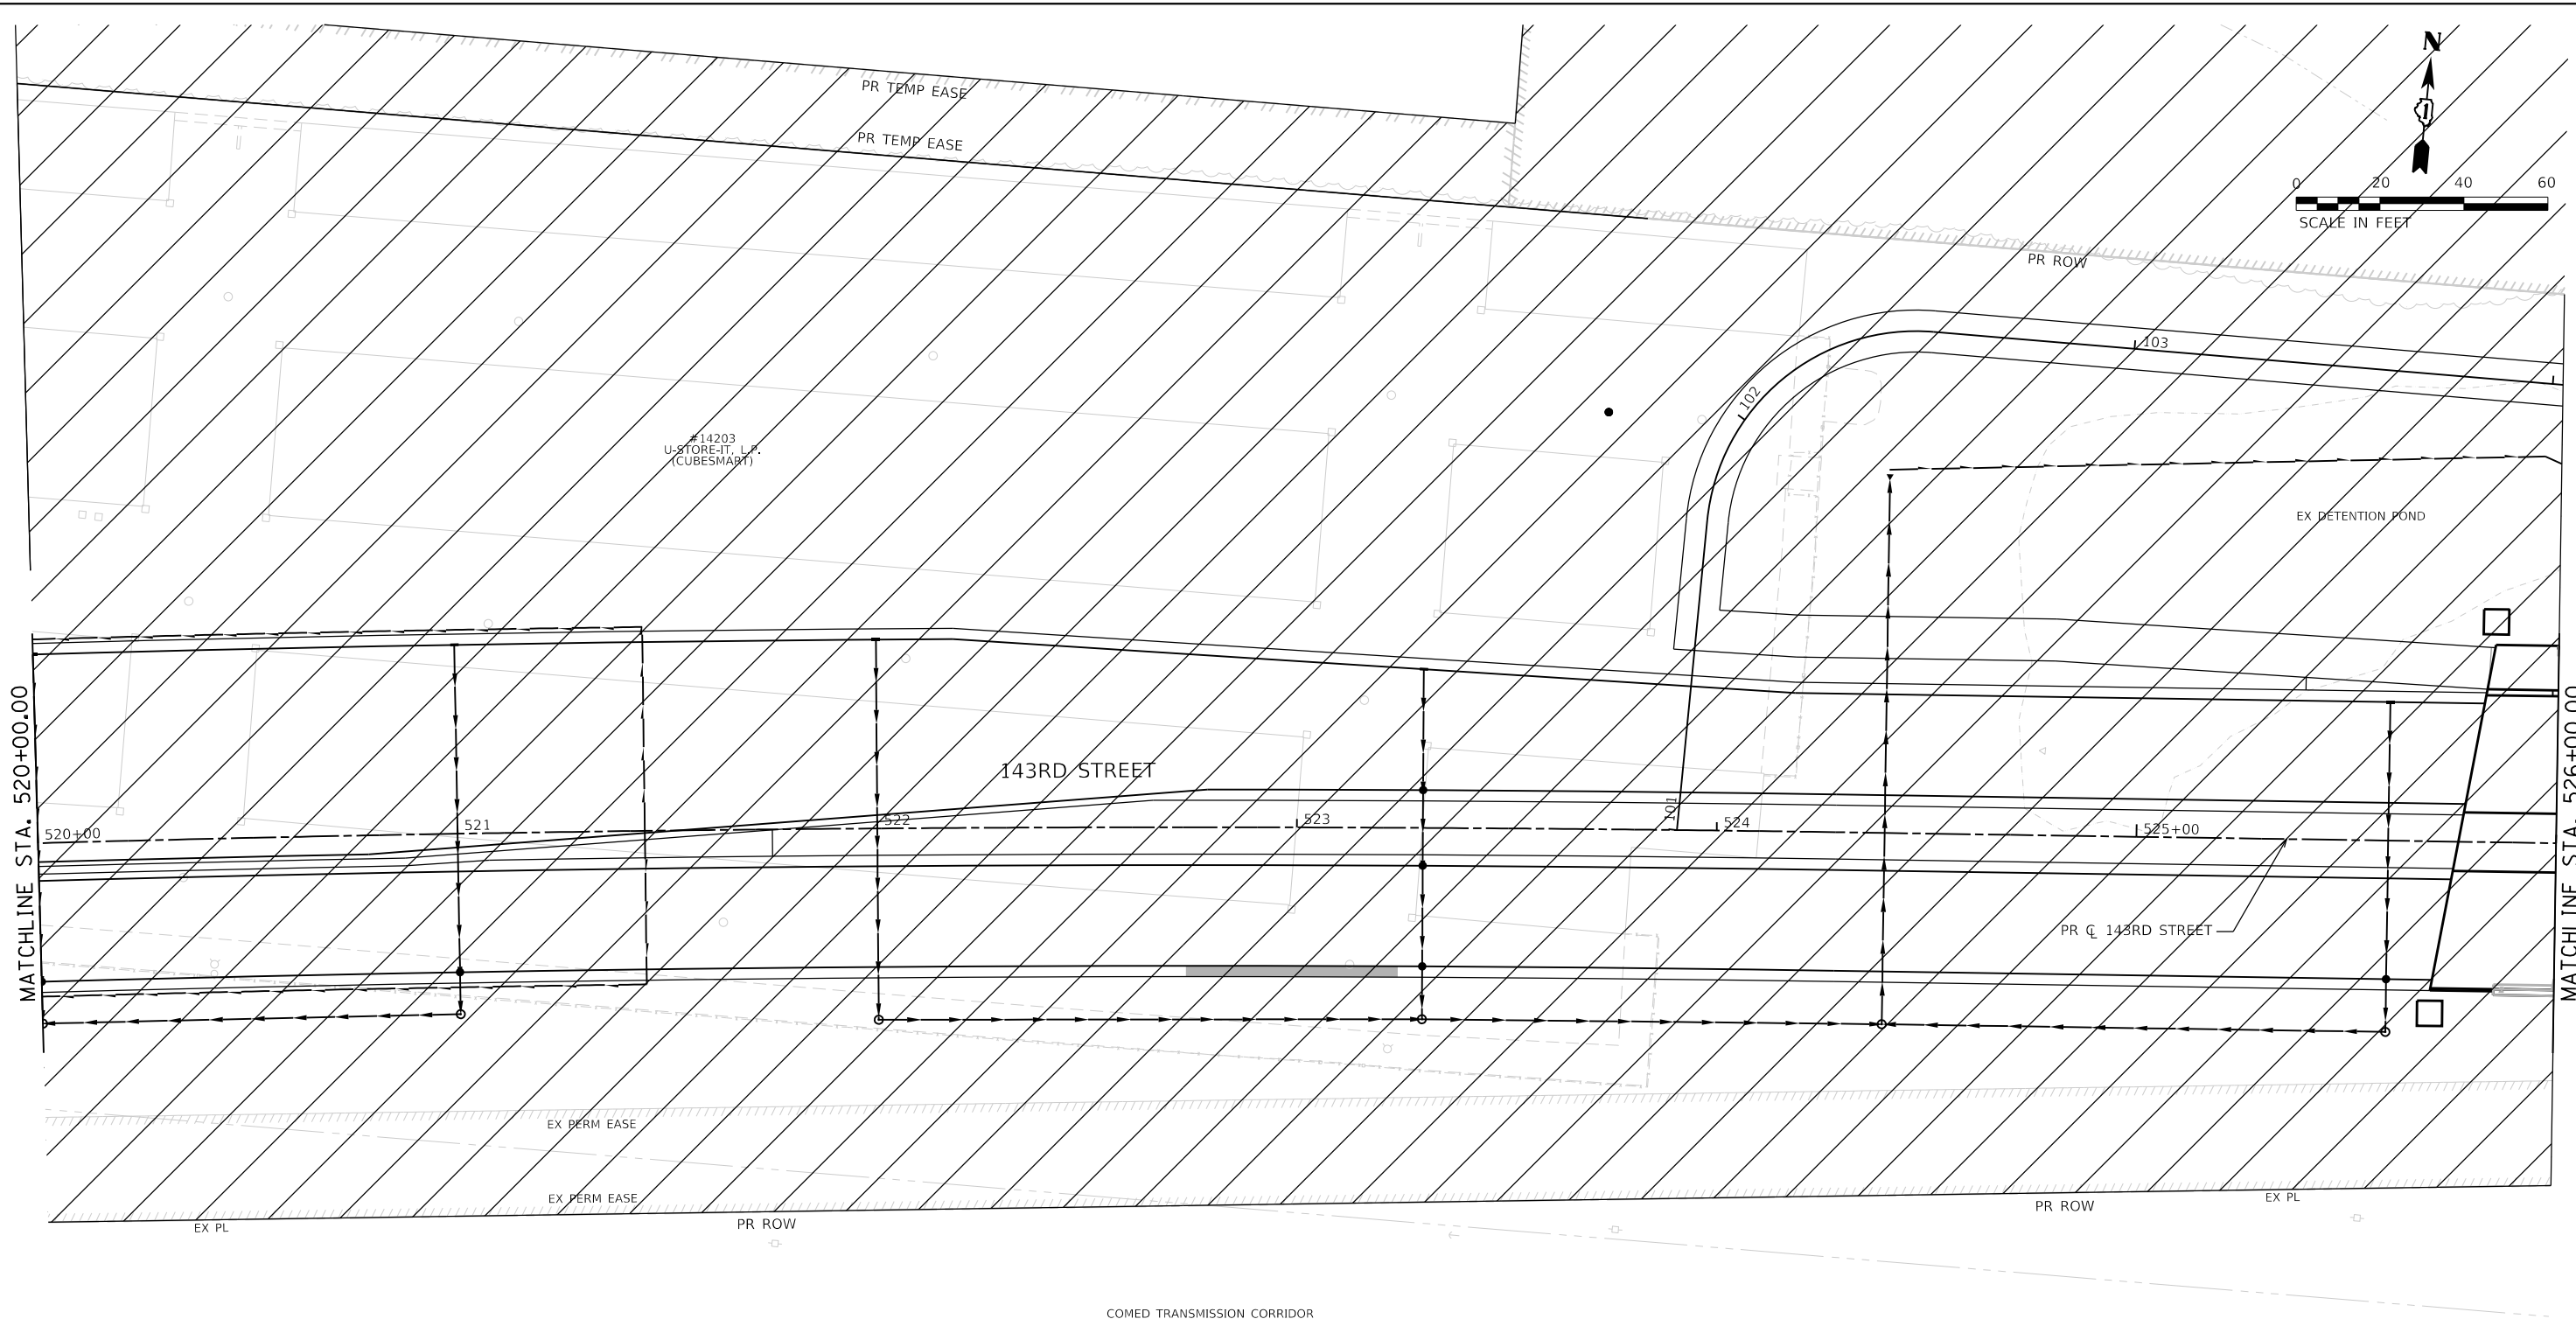 N
1
PR TEMP EASE
PR TEMP EASE
0 20 40 60
SCALE IN FEET
PR ROW
103
102
#14203
U-STORE-IT, L.P.
(CUBESMART)
EX DETENTION POND
143RD STREET
MATCHLINE STA. 520+00.00
MATCHLINE STA. 526+00.00
101
520+00
521
522
523
524
525+00
PR ℄ 143RD STREET
EX PERM EASE
EX PERM EASE
EX PL
PR ROW
PR ROW
EX PL
COMED TRANSMISSION CORRIDOR